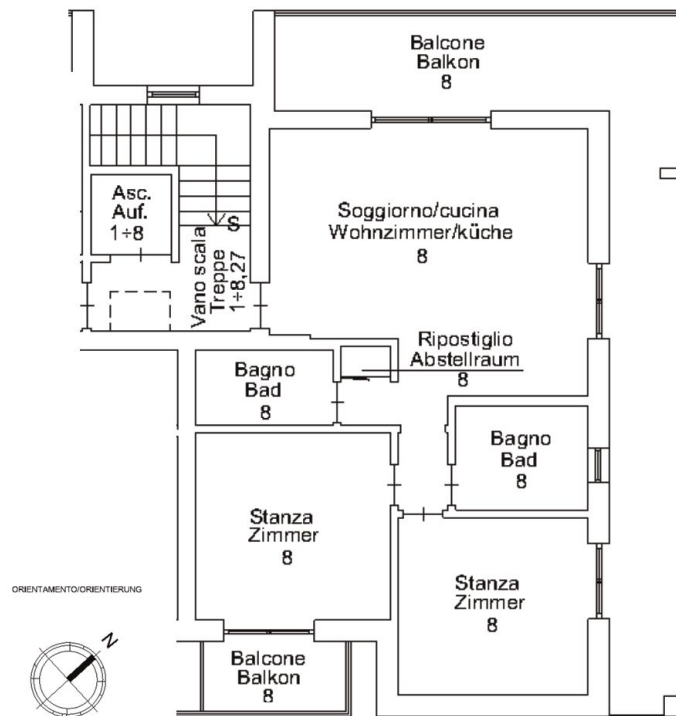 Balcone
Balkon
8
Asc.
Auf.
1÷8
S
Vano scala
Treppe
1÷8,27
Soggiorno/cucina
Wohnzimmer/küche
8
Ripostiglio
Abstellraum
8
Bagno
Bad
8
Bagno
Bad
8
Stanza
Zimmer
8
Stanza
Zimmer
8
ORIENTAMENTO/ORIENTIERUNG
N
Balcone
Balkon
8